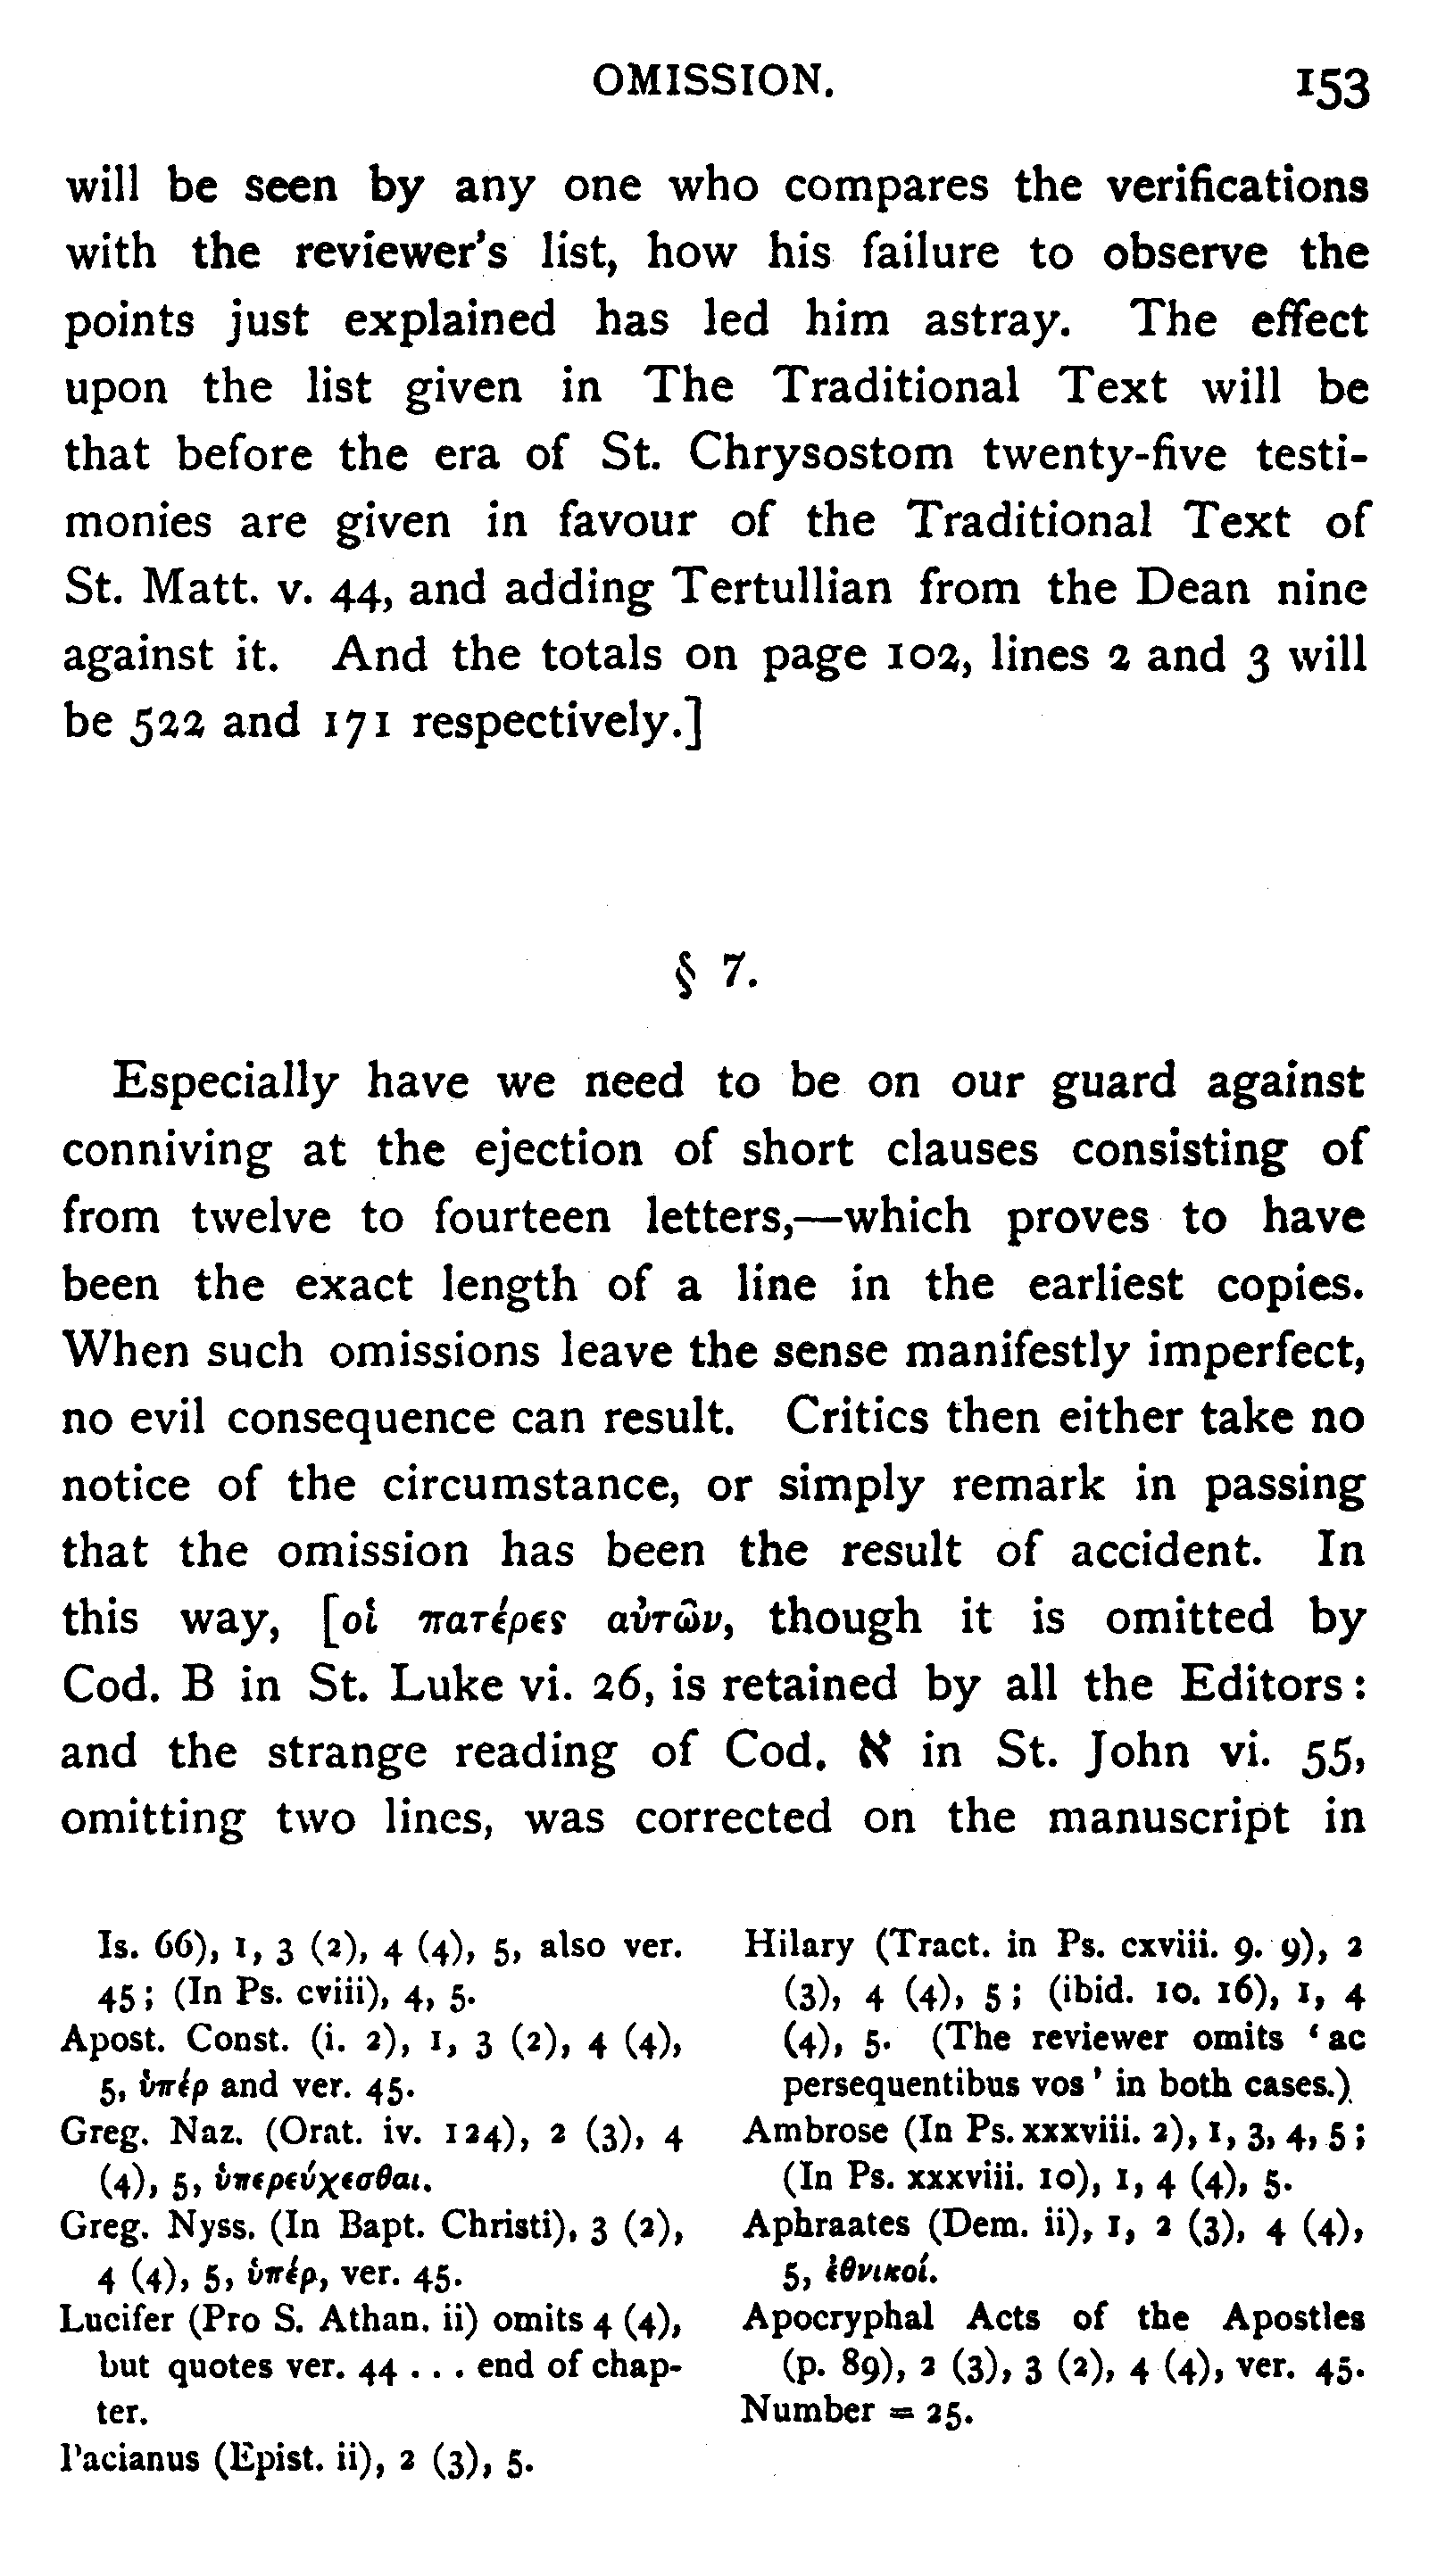 OMISSION. 153
will be seen by any one who compares the verifications
with the reviewer's list, how his failure to observe the
points just explained has led him astray. The effect
upon the list given in The Traditional Text will be
that before the era of St. Chrysostom twenty-five testi-
monies are given in favour of the Traditional Text of
St. Matt. v. 44, and adding Tertullian from the Dean nine
against it. And the totals on page 102, lines 2 and 3 will
be 522 and 171 respectively.]
§ 7.
Especially have we need to be on our guard against
conniving at the ejection of short clauses consisting of
from twelve to fourteen letters,—which proves to have
been the exact length of a line in the earliest copies.
When such omissions leave the sense manifestly imperfect,
no evil consequence can result. Critics then either take no
notice of the circumstance, or simply remark in passing
that the omission has been the result of accident. In
this way, [οἱ πατέρες αὐτῶν, though it is omitted by
Cod. B in St. Luke vi. 26, is retained by all the Editors:
and the strange reading of Cod. א in St. John vi. 55,
omitting two lines, was corrected on the manuscript in
Is. 66), 1, 3 (2), 4 (4), 5, also ver.
45; (In Ps. cviii), 4, 5.
Apost. Const. (i. 2), 1, 3 (2), 4 (4),
5, ὑπέρ and ver. 45.
Greg. Naz. (Orat. iv. 124), 2 (3), 4
(4), 5, ὑπερεύχεσθαι.
Greg. Nyss. (In Bapt. Christi), 3 (2),
4 (4), 5, ὑπέρ, ver. 45.
Lucifer (Pro S. Athan. ii) omits 4 (4),
but quotes ver. 44 . . . end of chap-
ter.
Pacianus (Epist. ii), 2 (3), 5.
Hilary (Tract. in Ps. cxviii. 9. 9), 2
(3), 4 (4), 5; (ibid. 10. 16), 1, 4
(4), 5. (The reviewer omits 'ac
persequentibus vos' in both cases.)
Ambrose (In Ps. xxxviii. 2), 1, 3, 4, 5;
(In Ps. xxxviii. 10), 1, 4 (4), 5.
Aphraates (Dem. ii), 1, 2 (3), 4 (4),
5, ἐθνικοί.
Apocryphal Acts of the Apostles
(p. 89), 2 (3), 3 (2), 4 (4), ver. 45.
Number = 25.